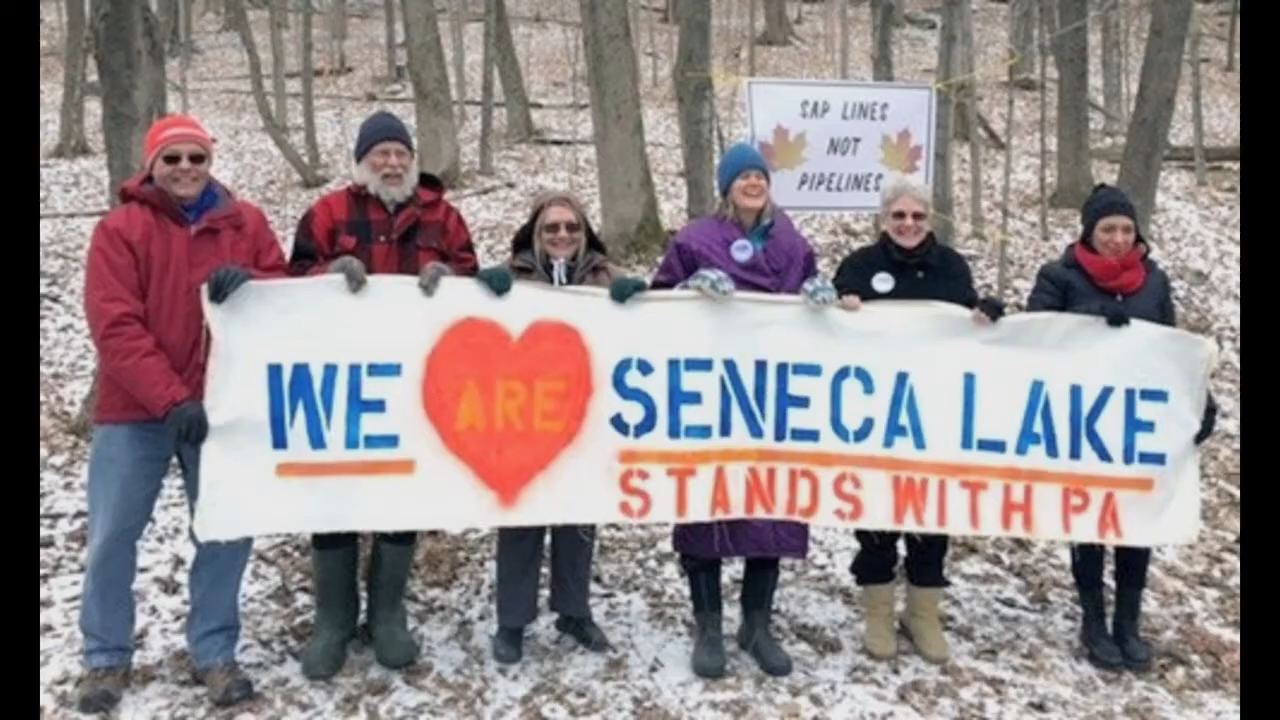 SAP LINES
NOT
PIPELINES
WE ARE SENECA LAKE
STANDS WITH PA